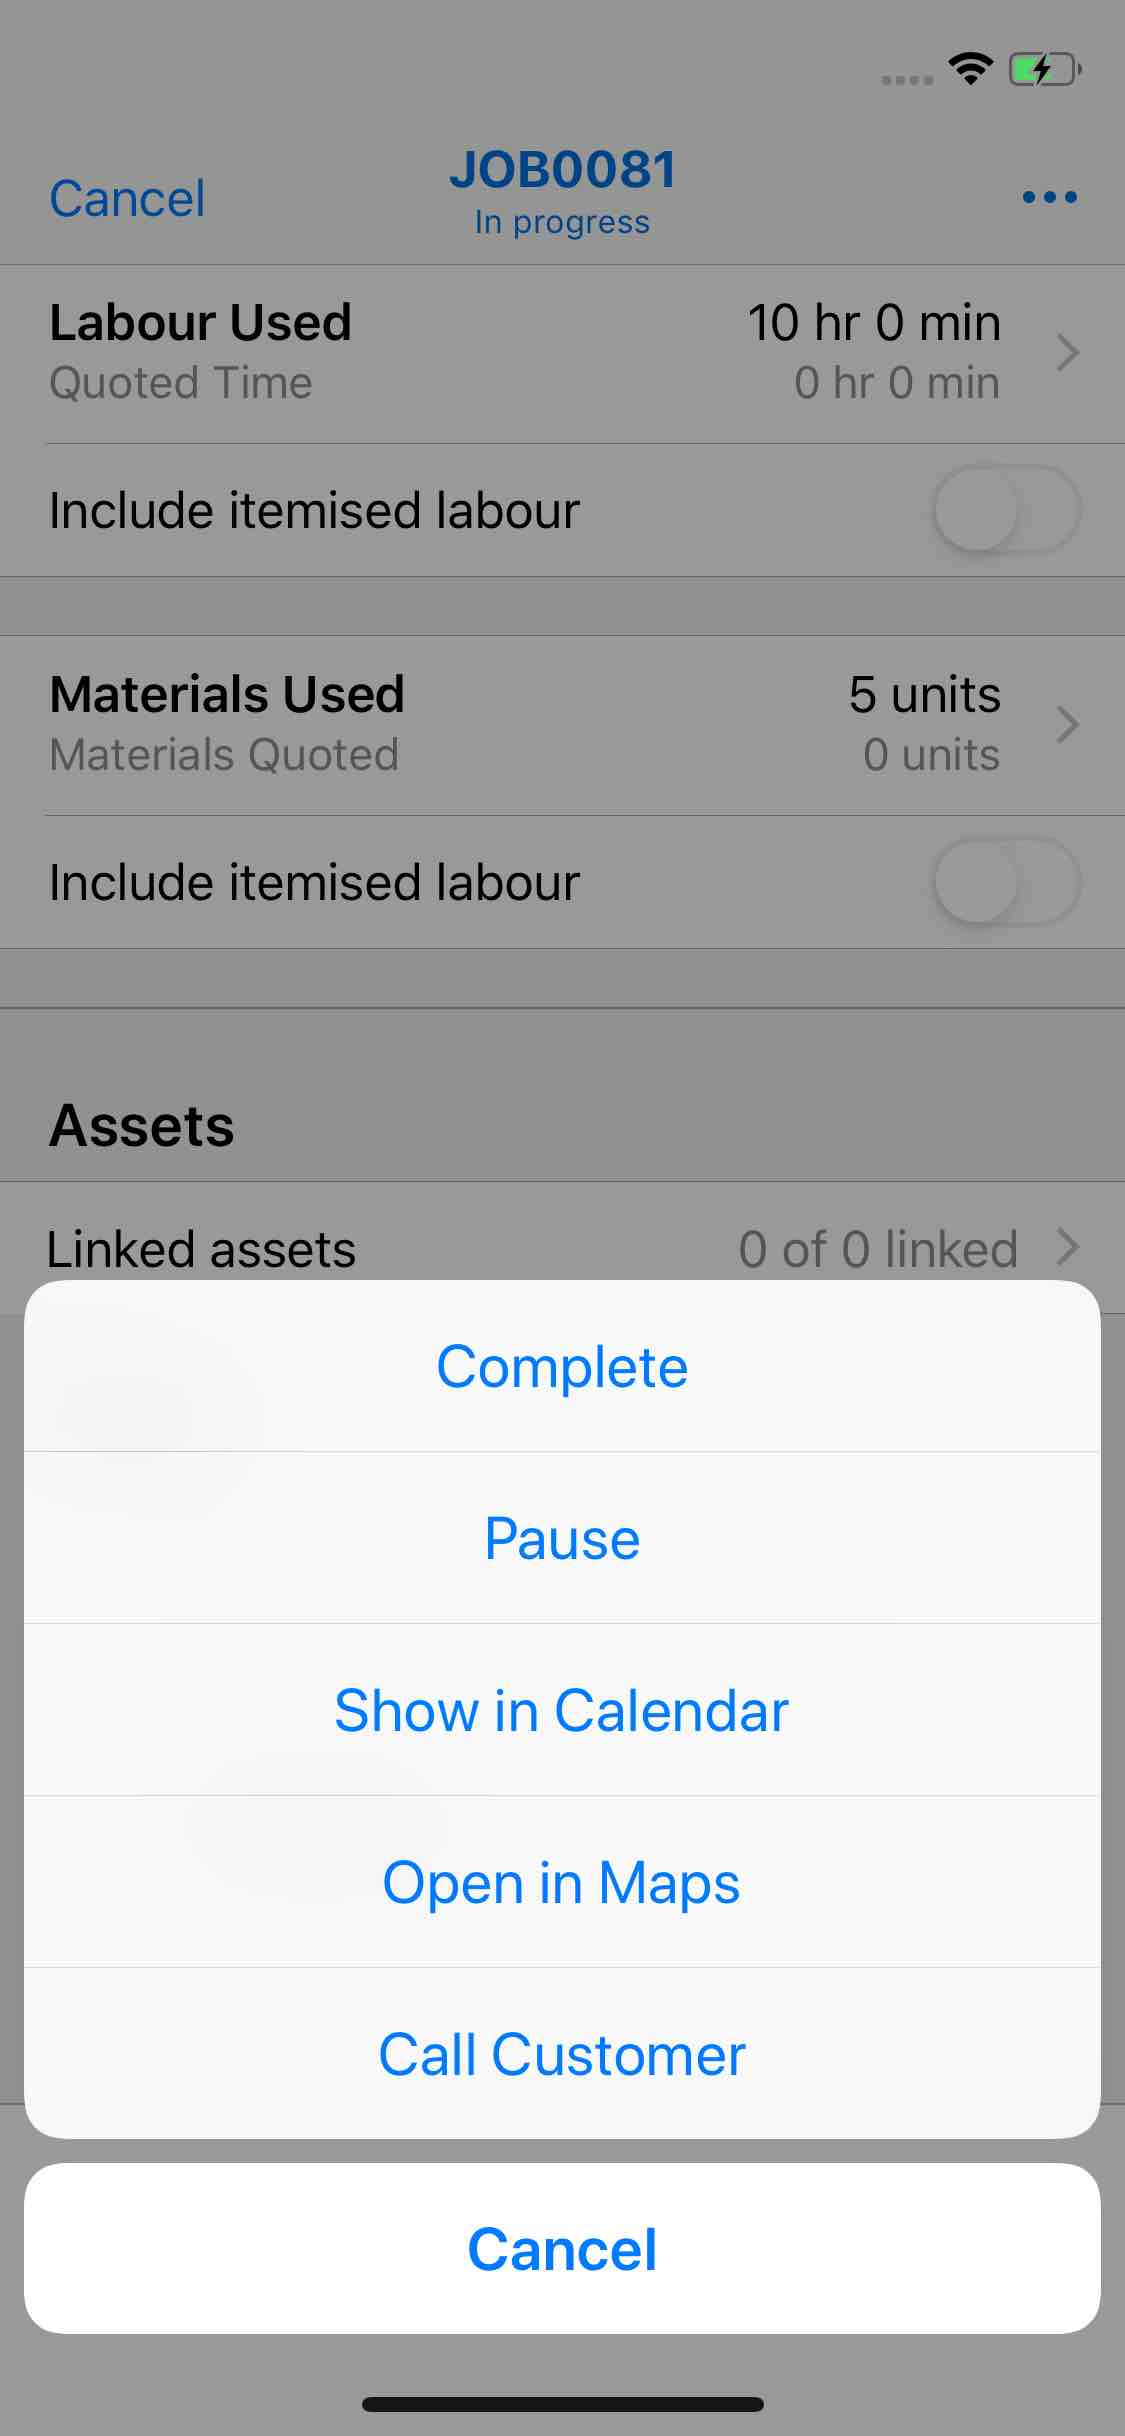 JOB0081
Cancel
In progress
Labour Used 10 hr 0 min
Quoted Time 0 hr 0 min
Include itemised labour
Materials Used 5 units
Materials Quoted 0 units
Include itemised labour
Assets
Linked assets 0 of 0 linked
Complete
Pause
Show in Calendar
Open in Maps
Call Customer
Cancel